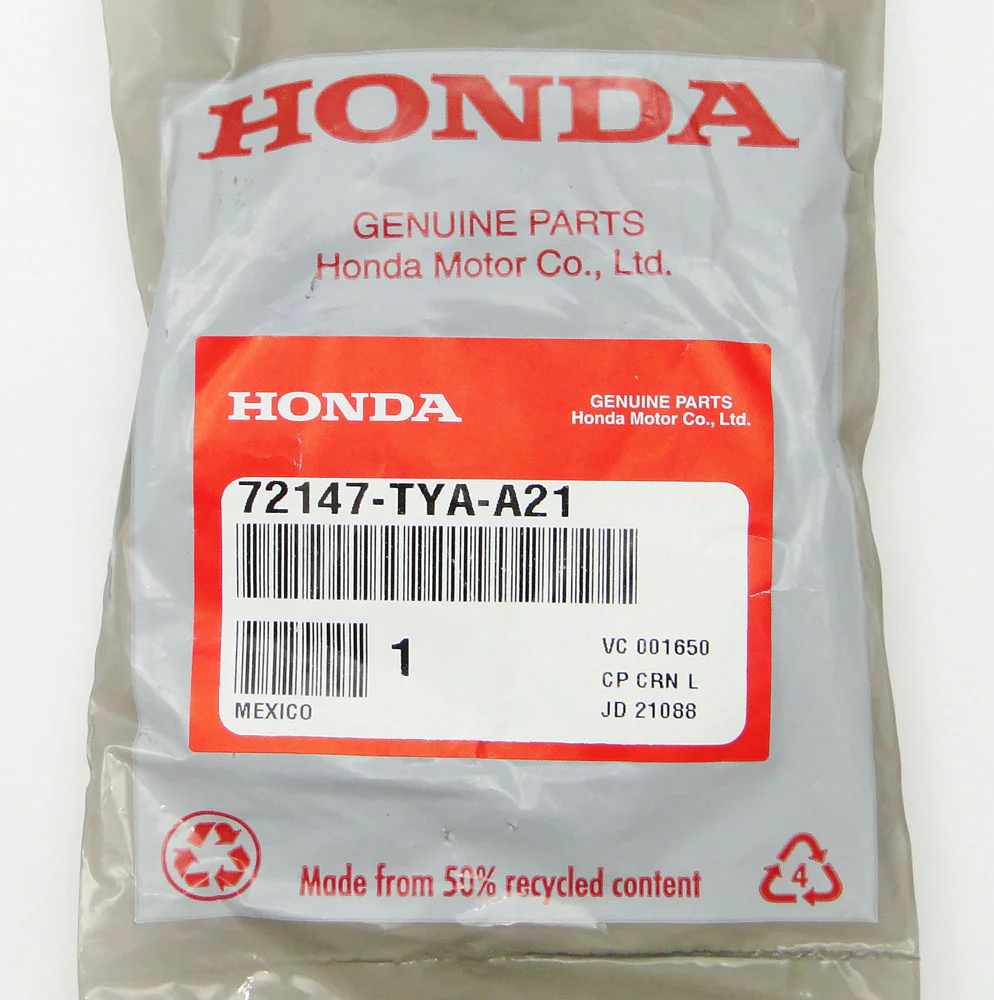 HONDA
GENUINE PARTS
Honda Motor Co., Ltd.
HONDA
GENUINE PARTS
Honda Motor Co., Ltd.
72147-TYA-A21
1
VC 001650
CP CRN L
MEXICO
JD 21088
Made from 50% recycled content
4